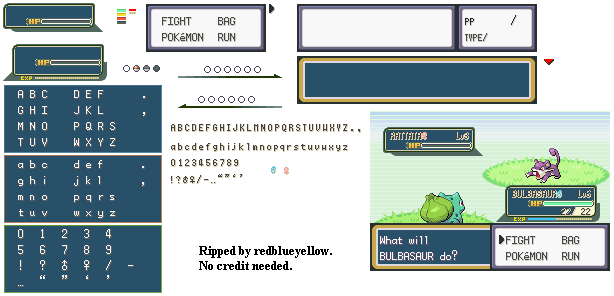 HP
FIGHT BAG
POKéMON RUN
PP /
TYPE/
HP
EXP
A B C D E F .
G H I J K L ,
M N O P Q R S
T U V W X Y Z
ABCDEFGHIJKLMNOPQRSTUVWXYZ.,
abcdefghijklmnopqrstuvwxyz
0123456789
!?♂♀/-…“”‘’
♂ ♀
a b c d e f .
g h i j k l ,
m n o p q r s
t u v w x y z
0 1 2 3 4
5 6 7 8 9
! ? ♂ ♀ / -
… “ ” ‘ ’
RATTATA♂ Lv5
HP
BULBASAUR♂ Lv6
HP
22
EXP
What will
BULBASAUR do?
FIGHT BAG
POKéMON RUN
Ripped by redblueyellow.
No credit needed.